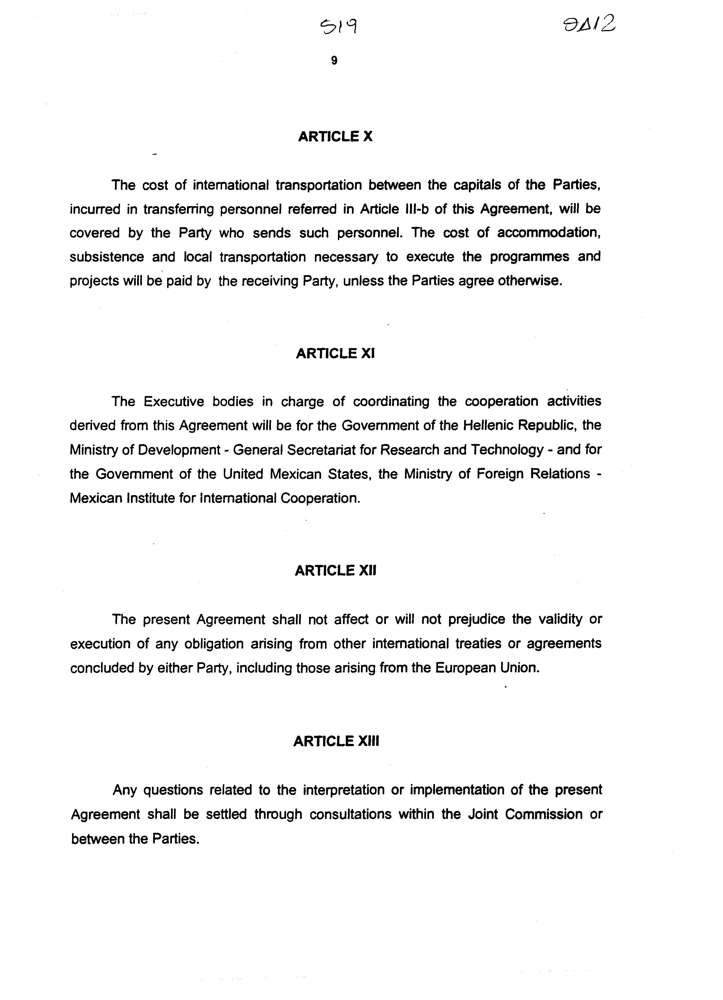 519
ΘΔ12
9
ARTICLE X
The cost of international transportation between the capitals of the Parties,
incurred in transferring personnel referred in Article III-b of this Agreement, will be
covered by the Party who sends such personnel. The cost of accommodation,
subsistence and local transportation necessary to execute the programmes and
projects will be paid by the receiving Party, unless the Parties agree otherwise.
ARTICLE XI
The Executive bodies in charge of coordinating the cooperation activities
derived from this Agreement will be for the Government of the Hellenic Republic, the
Ministry of Development - General Secretariat for Research and Technology - and for
the Government of the United Mexican States, the Ministry of Foreign Relations -
Mexican Institute for International Cooperation.
ARTICLE XII
The present Agreement shall not affect or will not prejudice the validity or
execution of any obligation arising from other international treaties or agreements
concluded by either Party, including those arising from the European Union.
ARTICLE XIII
Any questions related to the interpretation or implementation of the present
Agreement shall be settled through consultations within the Joint Commission or
between the Parties.